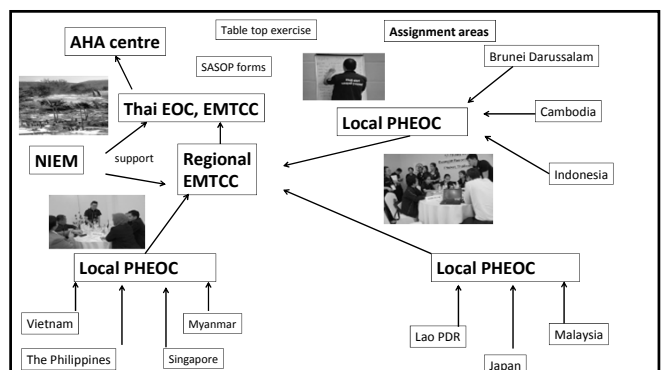 AHA centre
Table top exercise
Assignment areas
SASOP forms
Brunei Darussalam
Thai EOC, EMTCC
Local PHEOC
Cambodia
NIEM
support
Regional
EMTCC
Indonesia
Local PHEOC
Local PHEOC
Vietnam
Myanmar
The Philippines
Singapore
Lao PDR
Malaysia
Japan